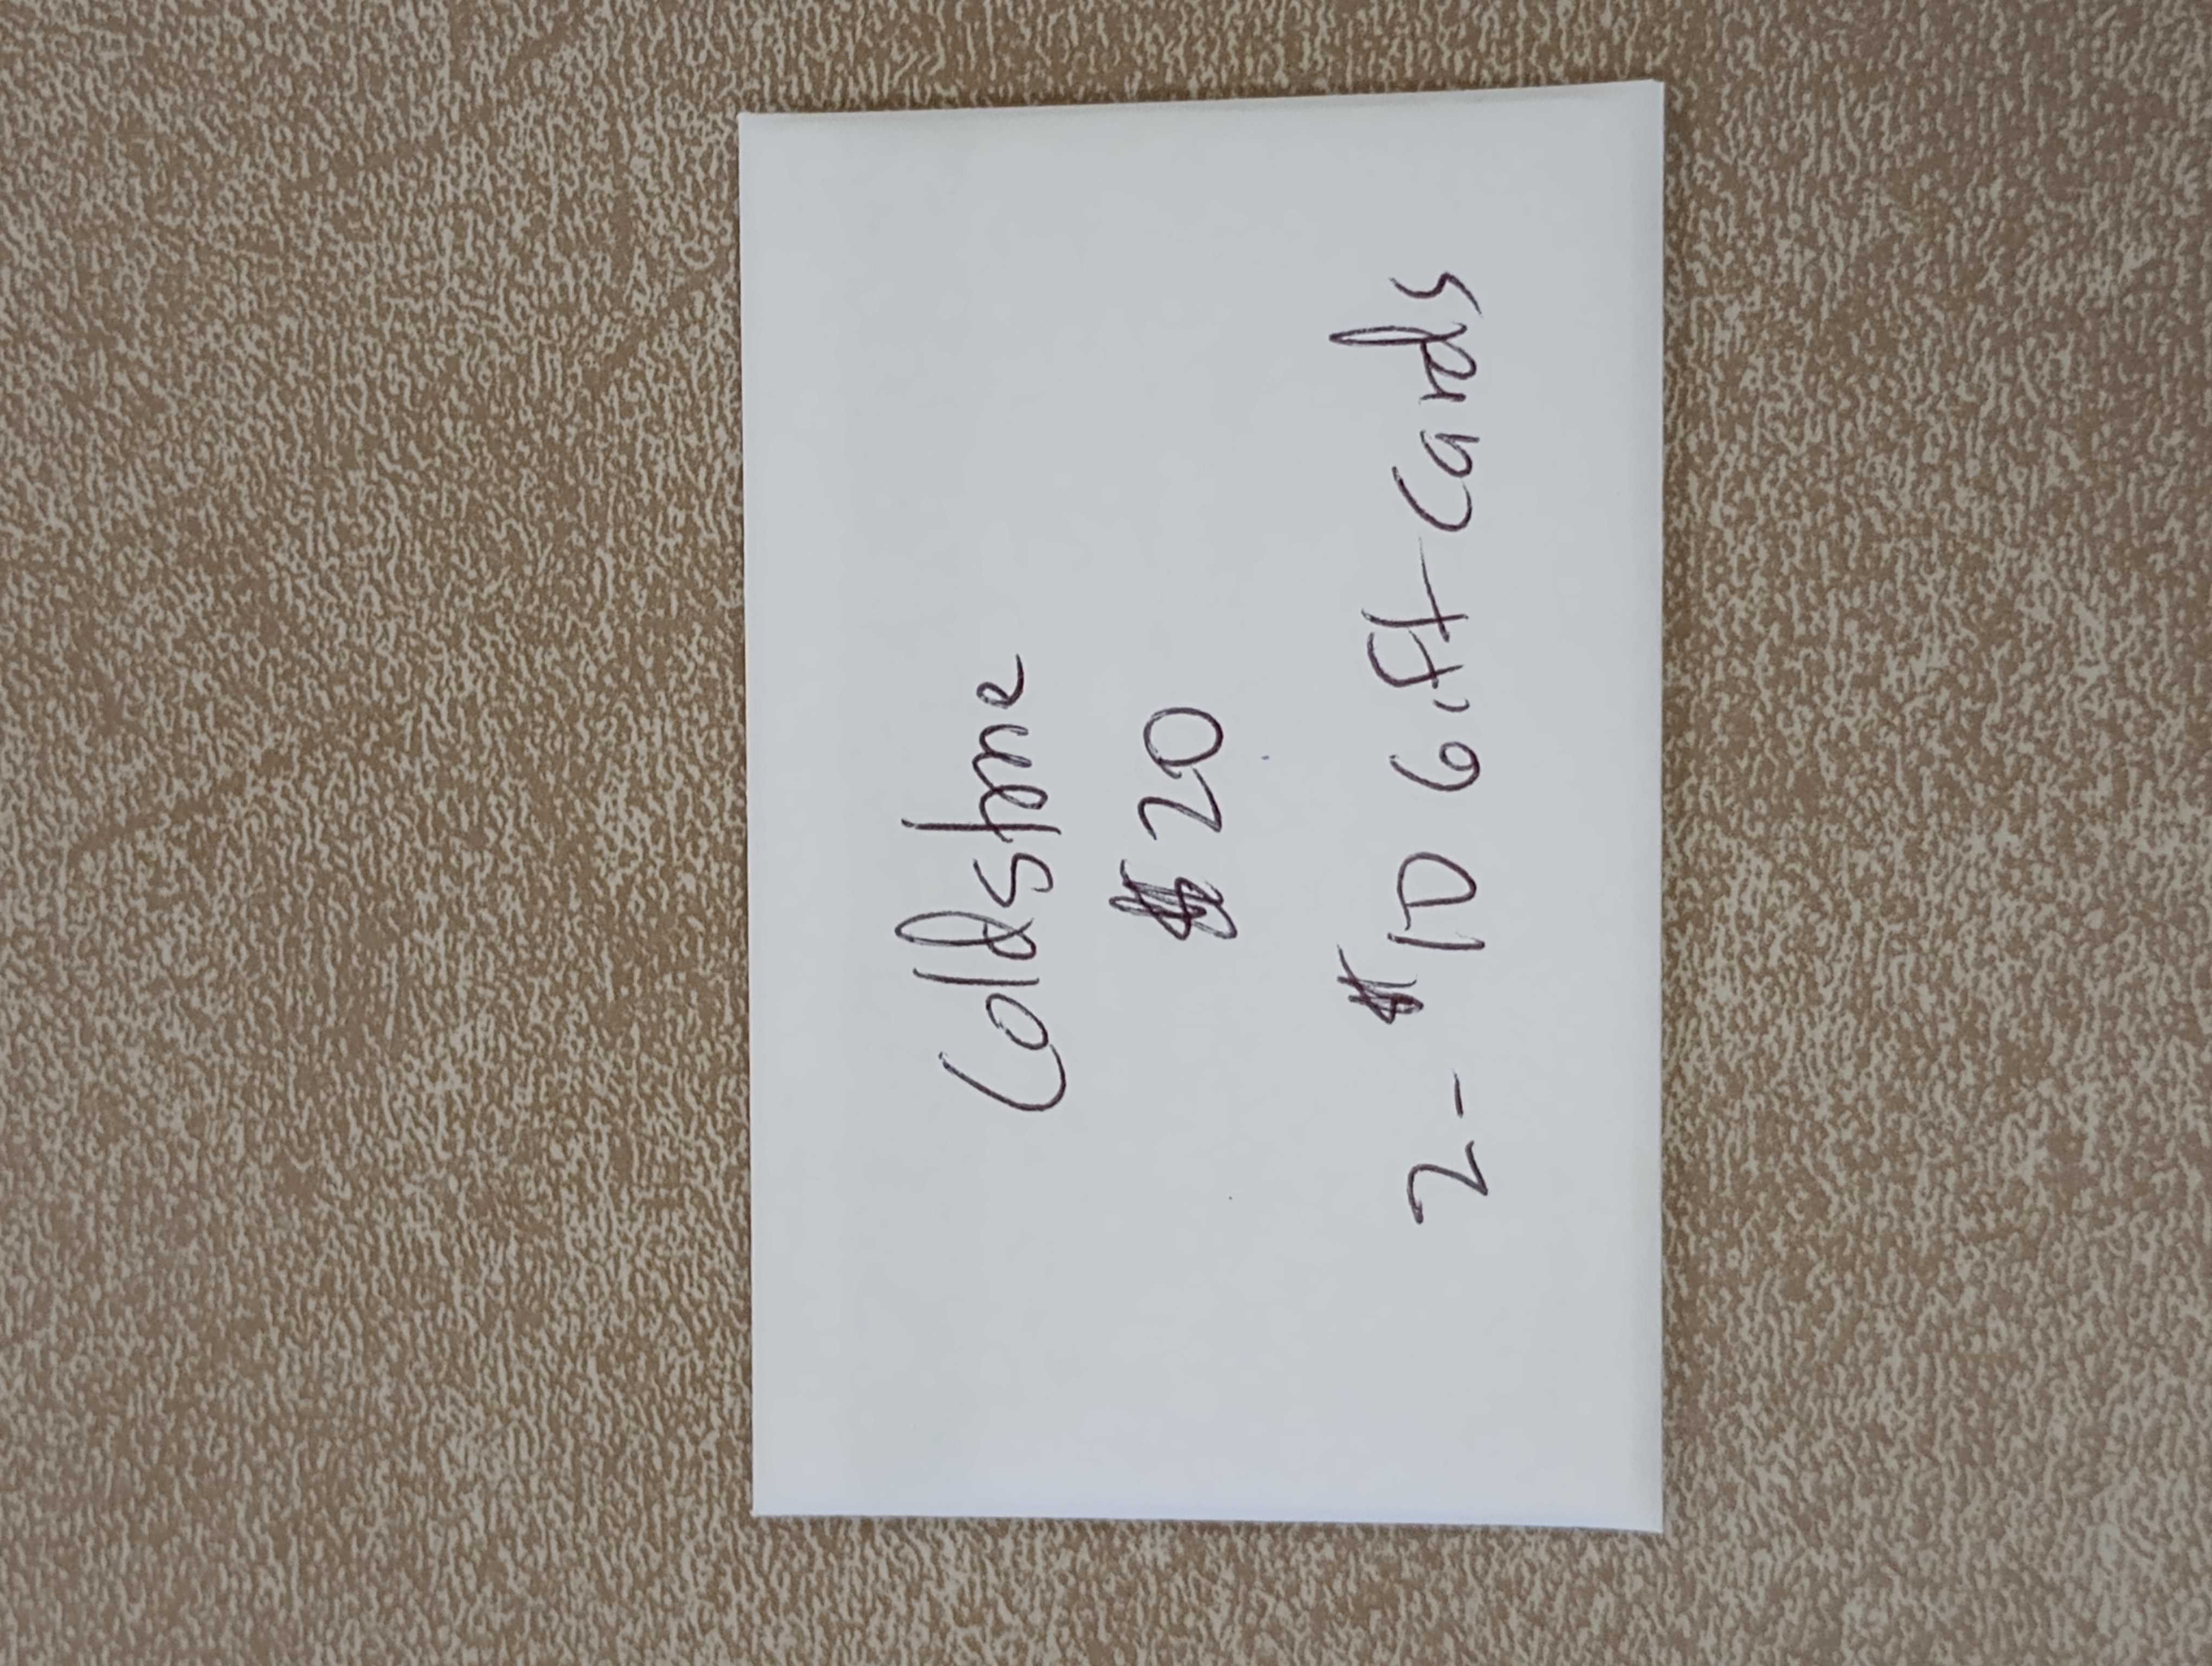 Coldstone
$20
2 - $10 Gift Cards